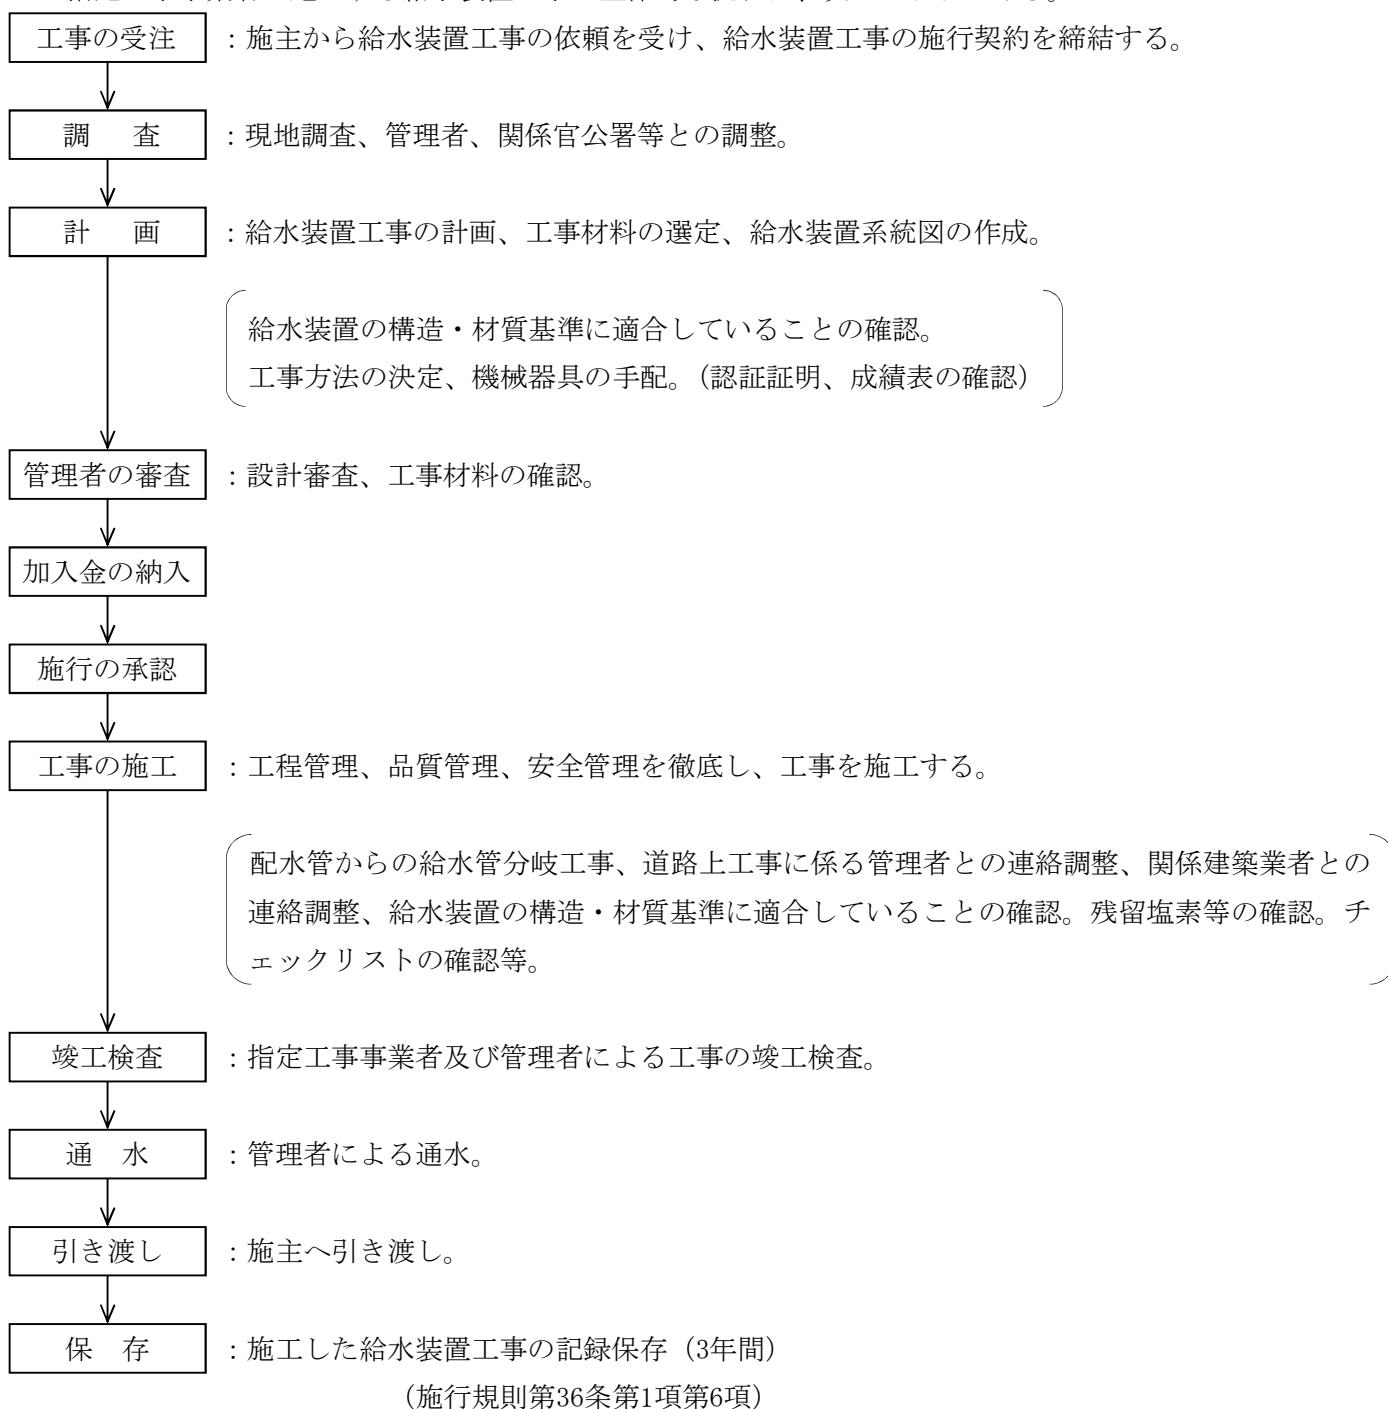 工事の受注 ：施主から給水装置工事の依頼を受け、給水装置工事の施行契約を締結する。
調 査 ：現地調査、管理者、関係官公署等との調整。
計 画 ：給水装置工事の計画、工事材料の選定、給水装置系統図の作成。
給水装置の構造・材質基準に適合していることの確認。
工事方法の決定、機械器具の手配。（認証証明、成績表の確認）
管理者の審査 ：設計審査、工事材料の確認。
加入金の納入
施行の承認
工事の施工 ：工程管理、品質管理、安全管理を徹底し、工事を施工する。
配水管からの給水管分岐工事、道路上工事に係る管理者との連絡調整、関係建築業者との
連絡調整、給水装置の構造・材質基準に適合していることの確認。残留塩素等の確認。チ
ェックリストの確認等。
竣工検査 ：指定工事事業者及び管理者による工事の竣工検査。
通 水 ：管理者による通水。
引き渡し ：施主へ引き渡し。
保 存 ：施工した給水装置工事の記録保存（3年間）
（施行規則第36条第1項第6項）